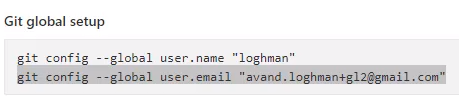 Git global setup
git config --global user.name "loghman"
git config --global user.email "avand.loghman+gl2@gmail.com"